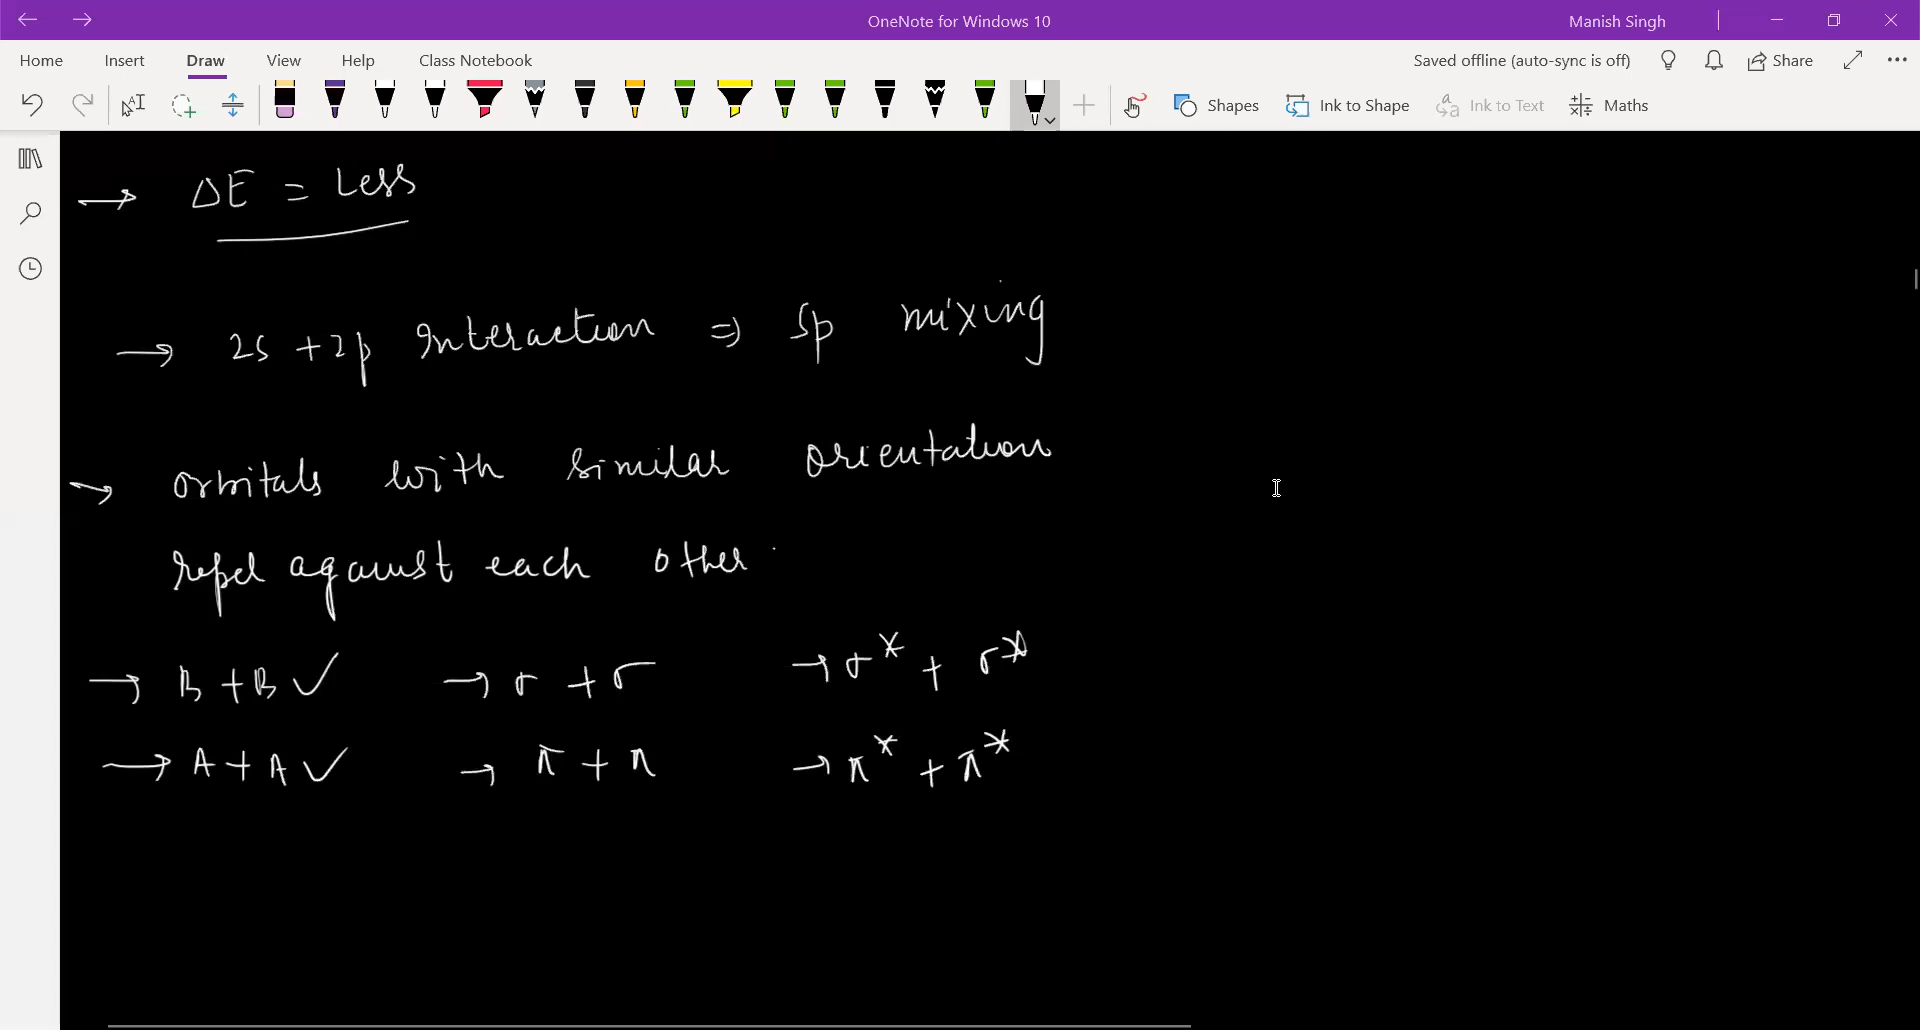 OneNote for Windows 10
Manish Singh
Home Insert Draw View Help Class Notebook
Saved offline (auto-sync is off) Share
Shapes Ink to Shape Ink to Text Maths
→ ΔE = Less
→ 2s + 2p Interaction ⇒ sp mixing
→ orbitals with similar orientation
repel against each other
→ B + B ✓ → σ + σ → σ* + σ*
→ A + A ✓ → π + π → π* + π*